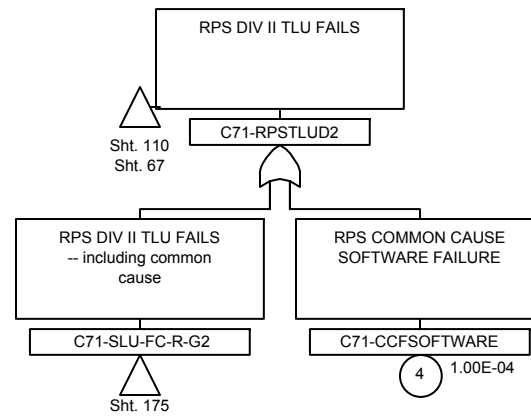 RPS DIV II TLU FAILS
C71-RPSTLUD2
Sht. 110
Sht. 67
RPS DIV II TLU FAILS
-- including common
cause
C71-SLU-FC-R-G2
Sht. 175
RPS COMMON CAUSE
SOFTWARE FAILURE
C71-CCFSOFTWARE
4
1.00E-04